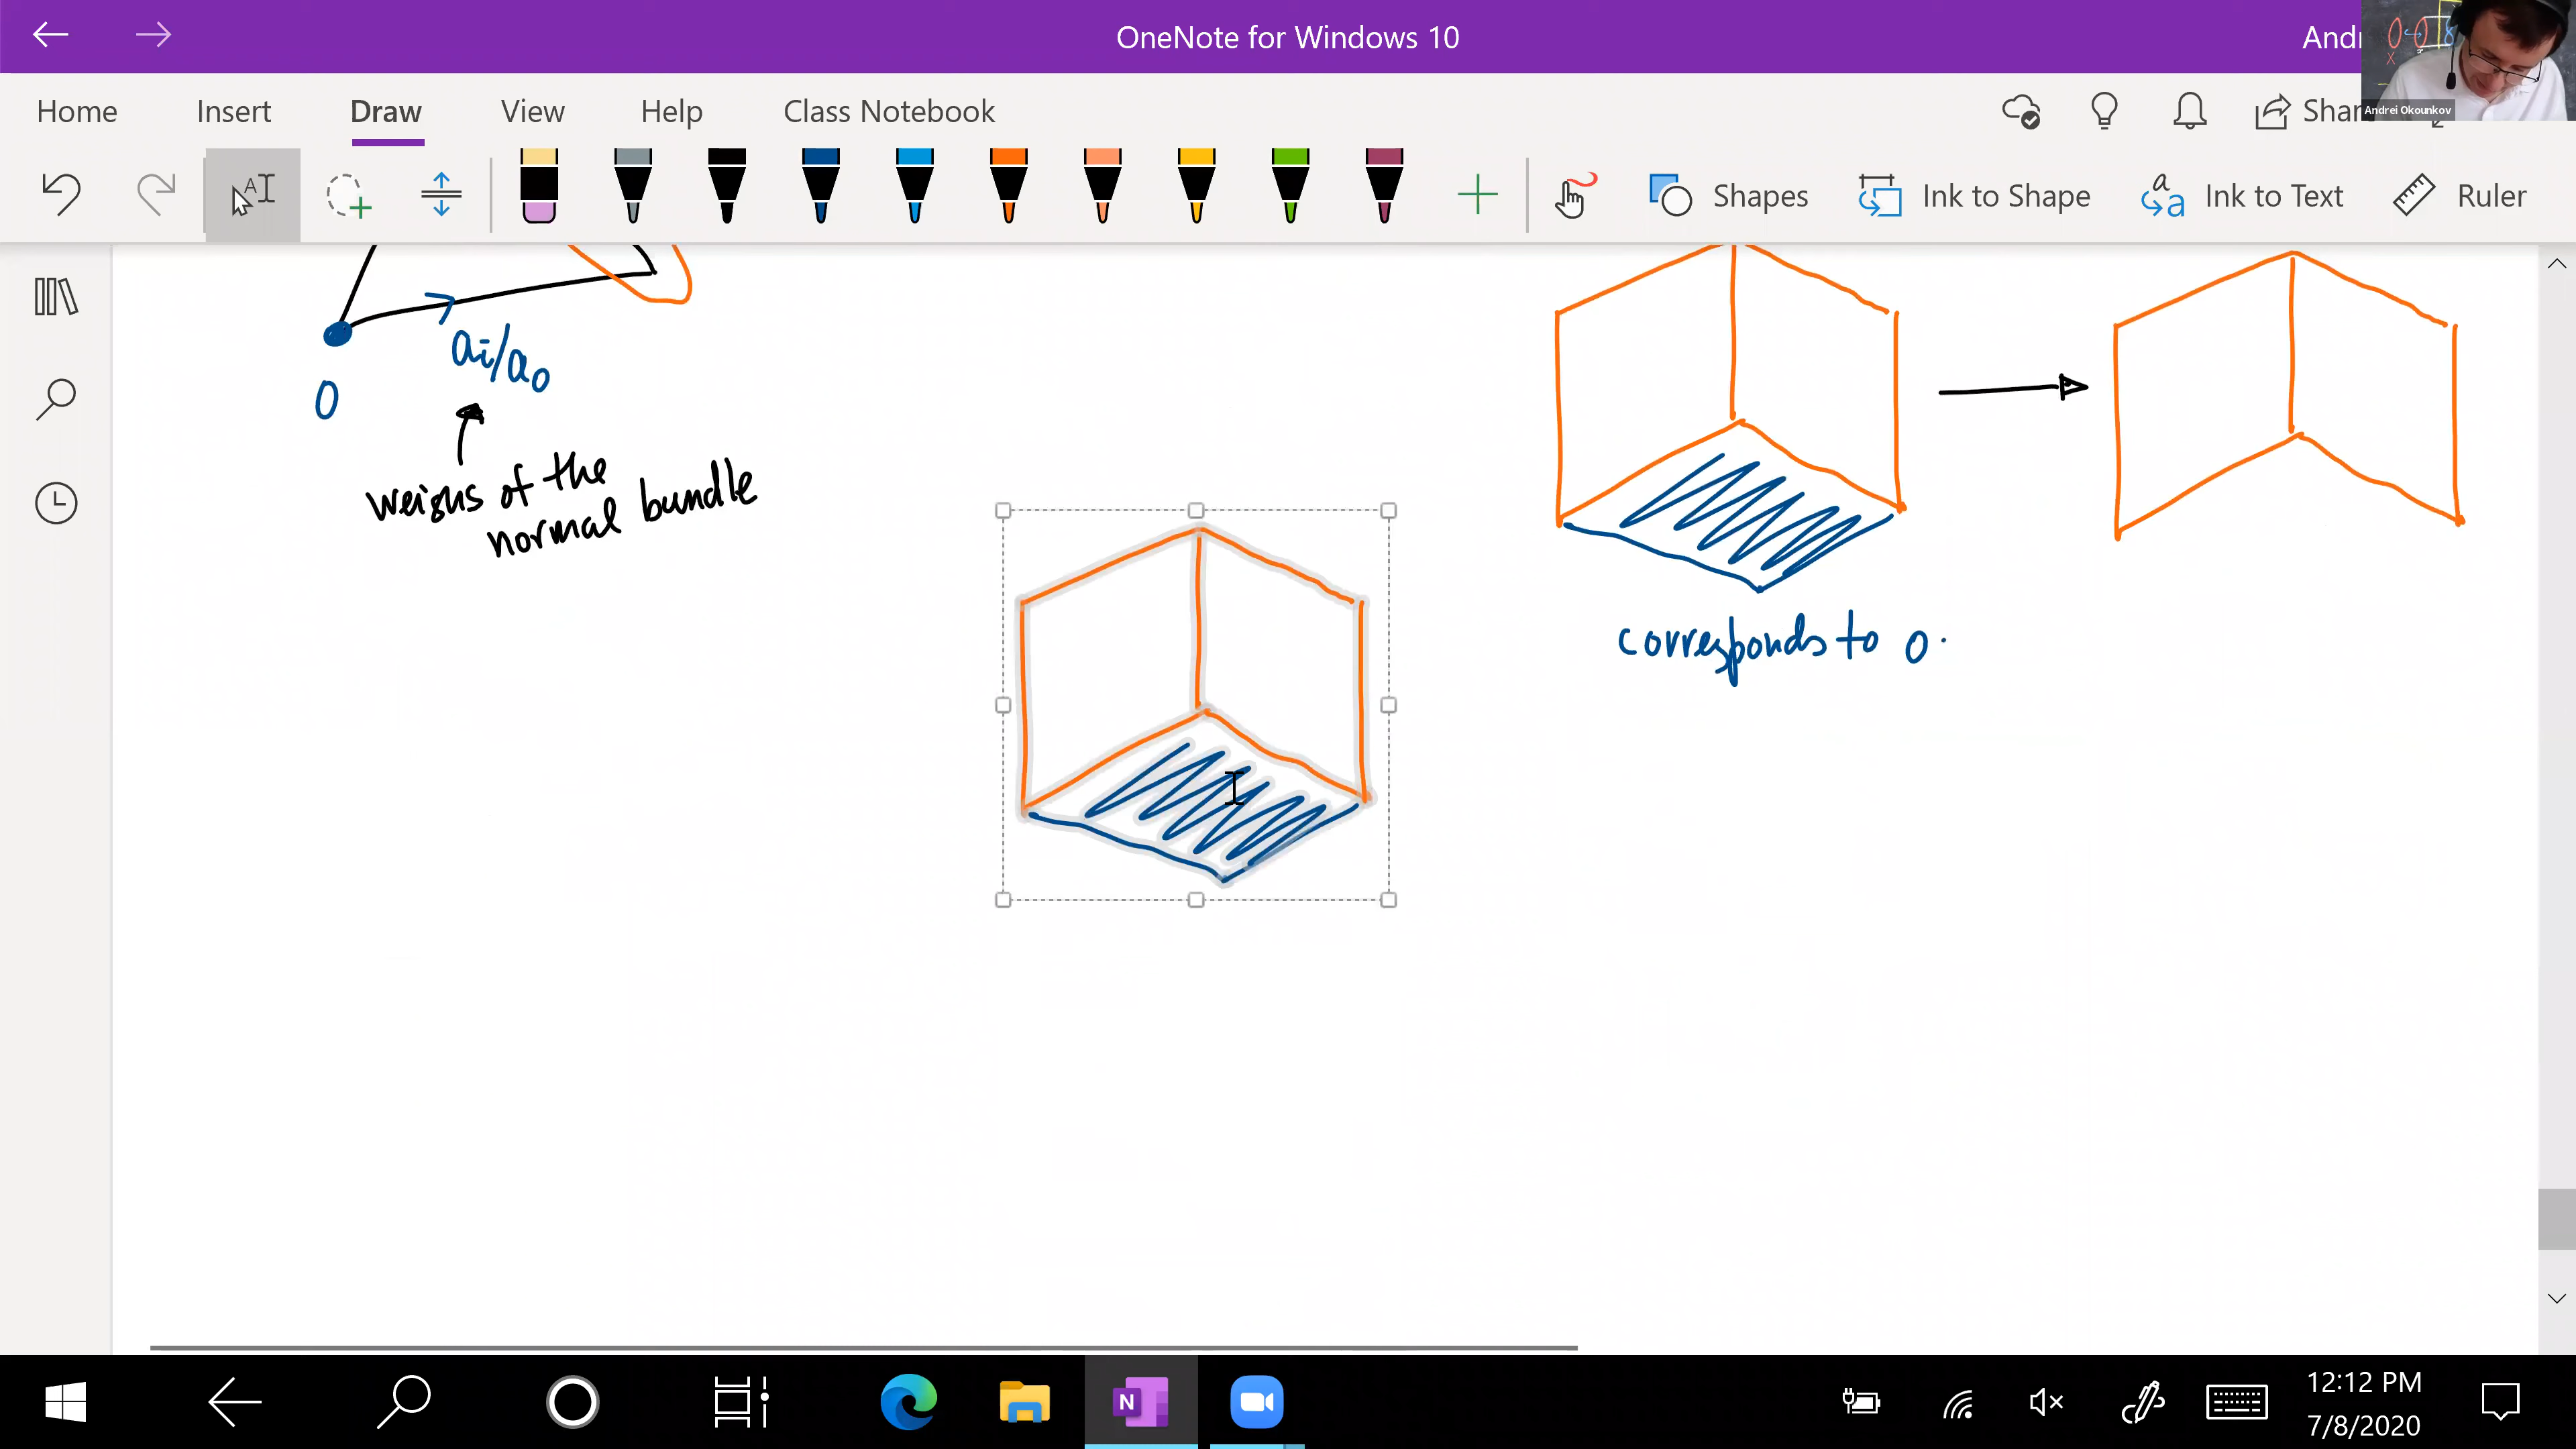 OneNote for Windows 10
Andr
Andrei Okounkov
Home Insert Draw View Help Class Notebook
Shar
Shapes Ink to Shape Ink to Text Ruler
ai/a0
0
weighs of the
normal bundle
corresponds to 0.
12:12 PM
7/8/2020